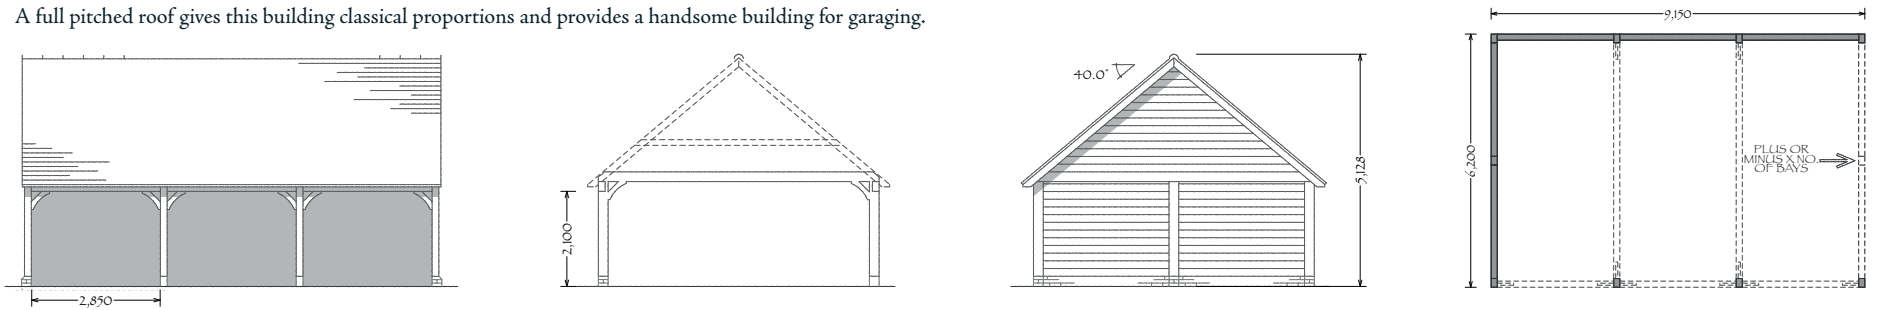 A full pitched roof gives this building classical proportions and provides a handsome building for garaging.
2,850
2,100
40.0°
5,128
9,150
6,200
PLUS OR
MINUS X NO.
OF BAYS